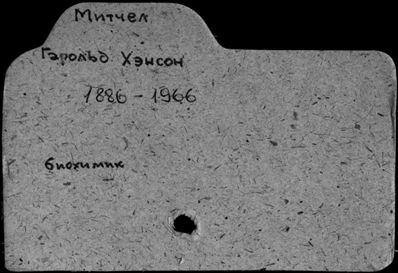 Митчел
Гарольд Хэнсон
1886 - 1966
биохимик